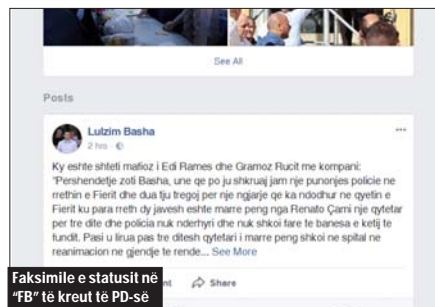 See All
Posts
Lulzim Basha
2 hrs
Ky eshte shteti mafioz i Edi Rames dhe Gramoz Rucit me kompani:
"Pershendetje zoti Basha, une qe po ju shkruaj jam nje punonjes policie ne
rrethin e Fierit dhe dua tju tregoj per nje ngjarje qe ka ndodhur ne qyetin e
Fierit ku para rreth dy javesh eshte marre peng nga Renato Çami nje qytetar
per tre dite dhe policia nuk nderhyri dhe nuk shkoi fare te banesa e ketij te
fundit. Pasi u lirua pas tre ditesh qytetari i marre peng shkoi ne spital ne
reanimacion ne gjendje te rende... See More
Share
Faksimile e statusit në
"FB" të kreut të PD-së